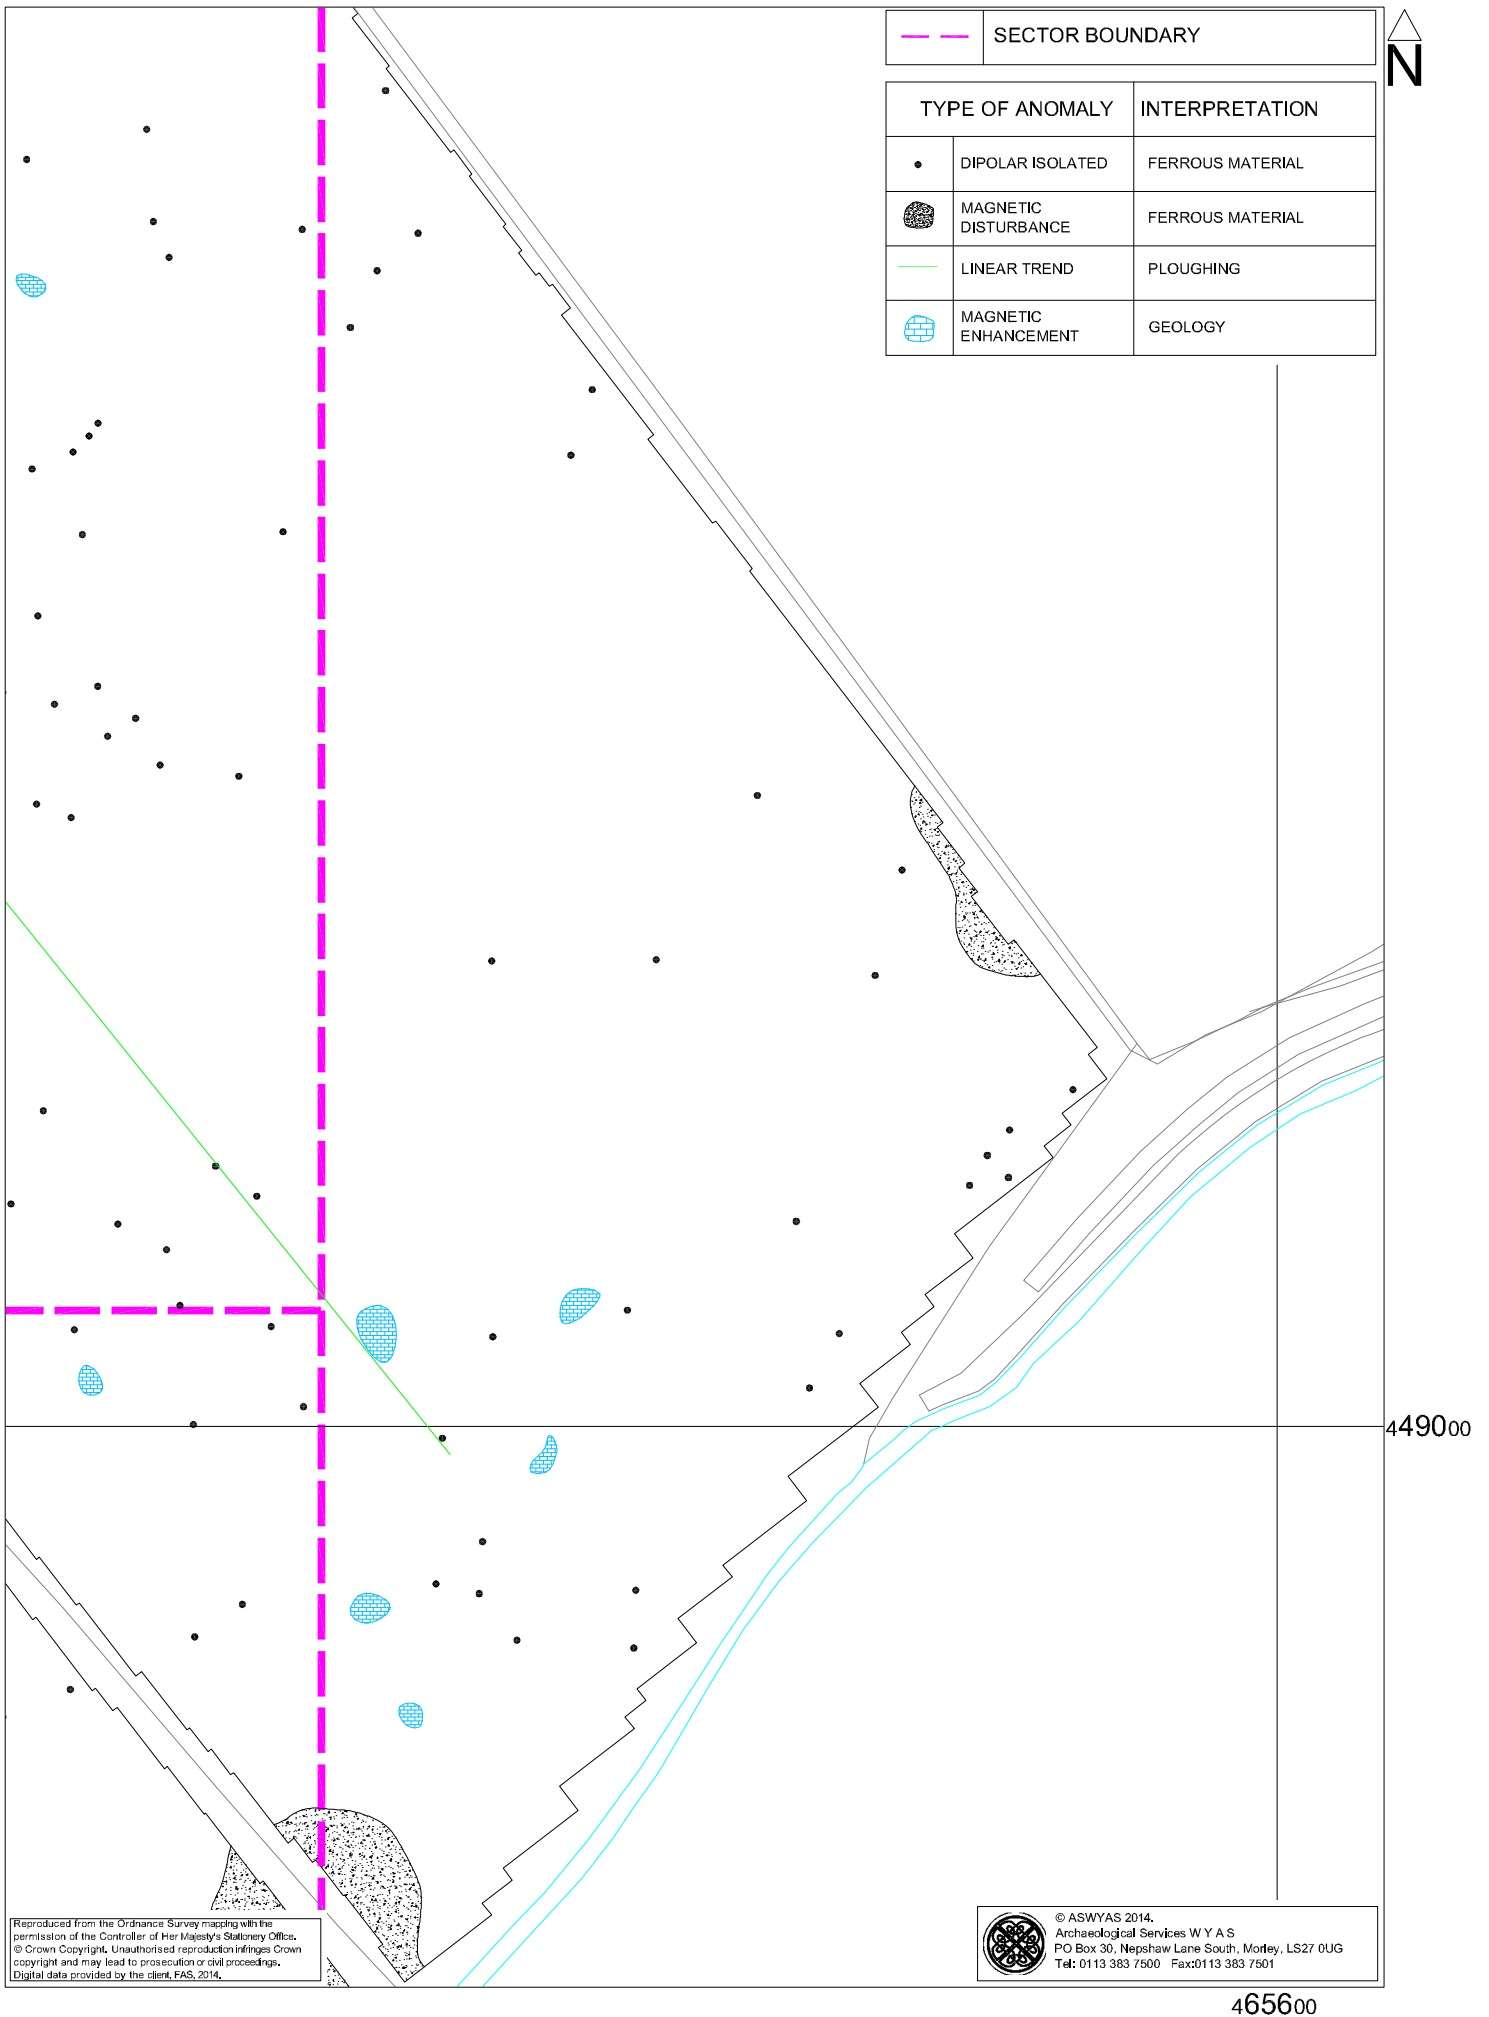 SECTOR BOUNDARY
N
TYPE OF ANOMALY INTERPRETATION
DIPOLAR ISOLATED FERROUS MATERIAL
MAGNETIC
DISTURBANCE FERROUS MATERIAL
LINEAR TREND PLOUGHING
MAGNETIC
ENHANCEMENT GEOLOGY
449000
Reproduced from the Ordnance Survey mapping with the
permission of the Controller of Her Majesty's Stationery Office.
© Crown Copyright. Unauthorised reproduction infringes Crown
copyright and may lead to prosecution or civil proceedings.
Digital data provided by the client, FAS, 2014.
© ASWYAS 2014.
Archaeological Services W Y A S
PO Box 30, Nepshaw Lane South, Morley, LS27 0UG
Tel: 0113 383 7500 Fax:0113 383 7501
465600